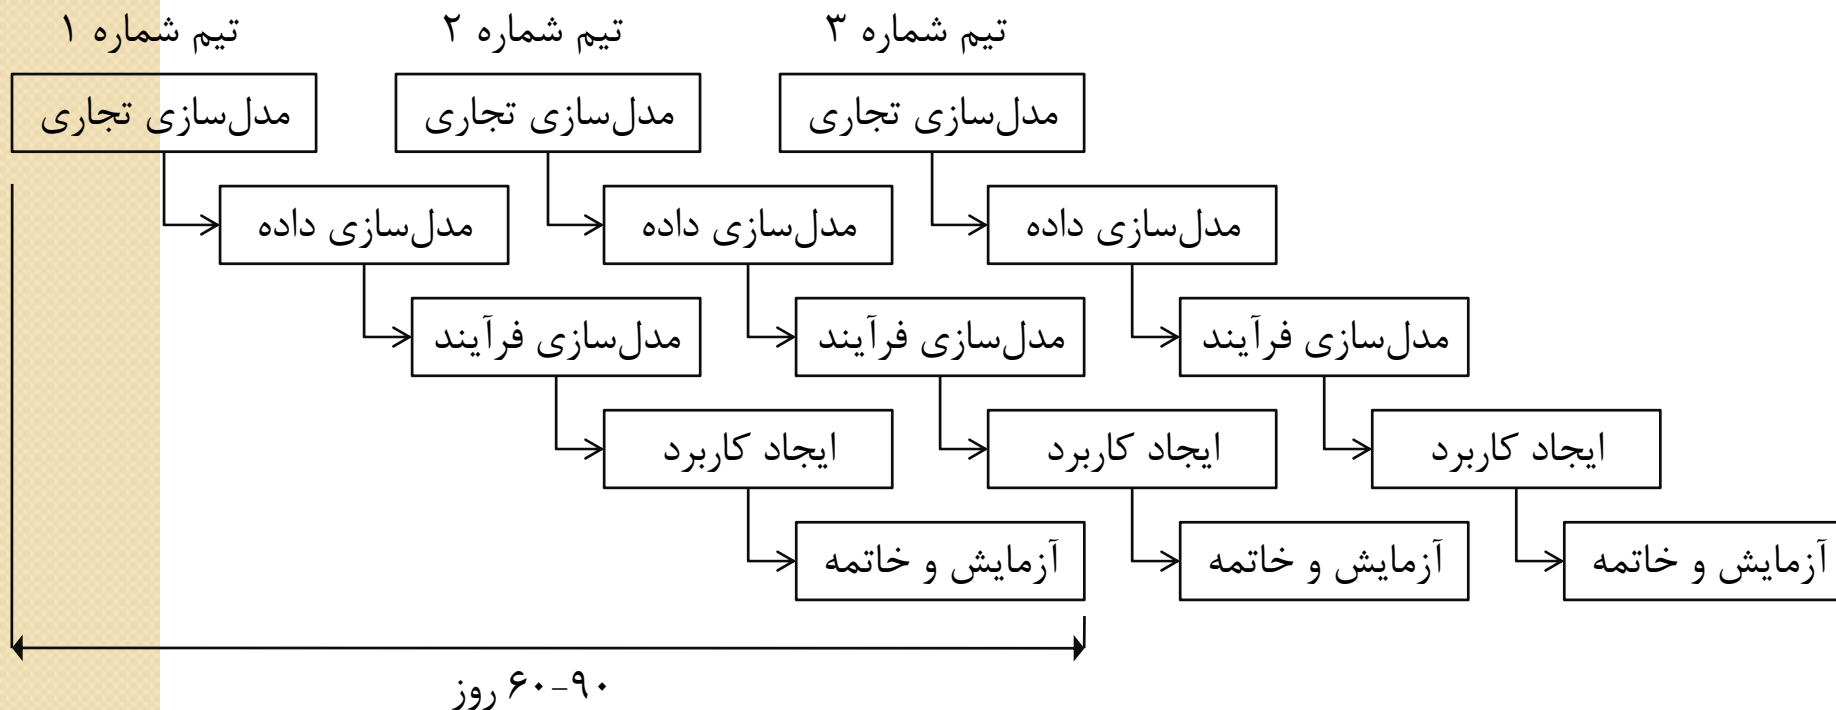 تیم شماره ۱
تیم شماره ۲
تیم شماره ۳
مدل‌سازی تجاری
مدل‌سازی تجاری
مدل‌سازی تجاری
مدل‌سازی داده
مدل‌سازی داده
مدل‌سازی داده
مدل‌سازی فرآیند
مدل‌سازی فرآیند
مدل‌سازی فرآیند
ایجاد کاربرد
ایجاد کاربرد
ایجاد کاربرد
آزمایش و خاتمه
آزمایش و خاتمه
آزمایش و خاتمه
۶۰-۹۰ روز